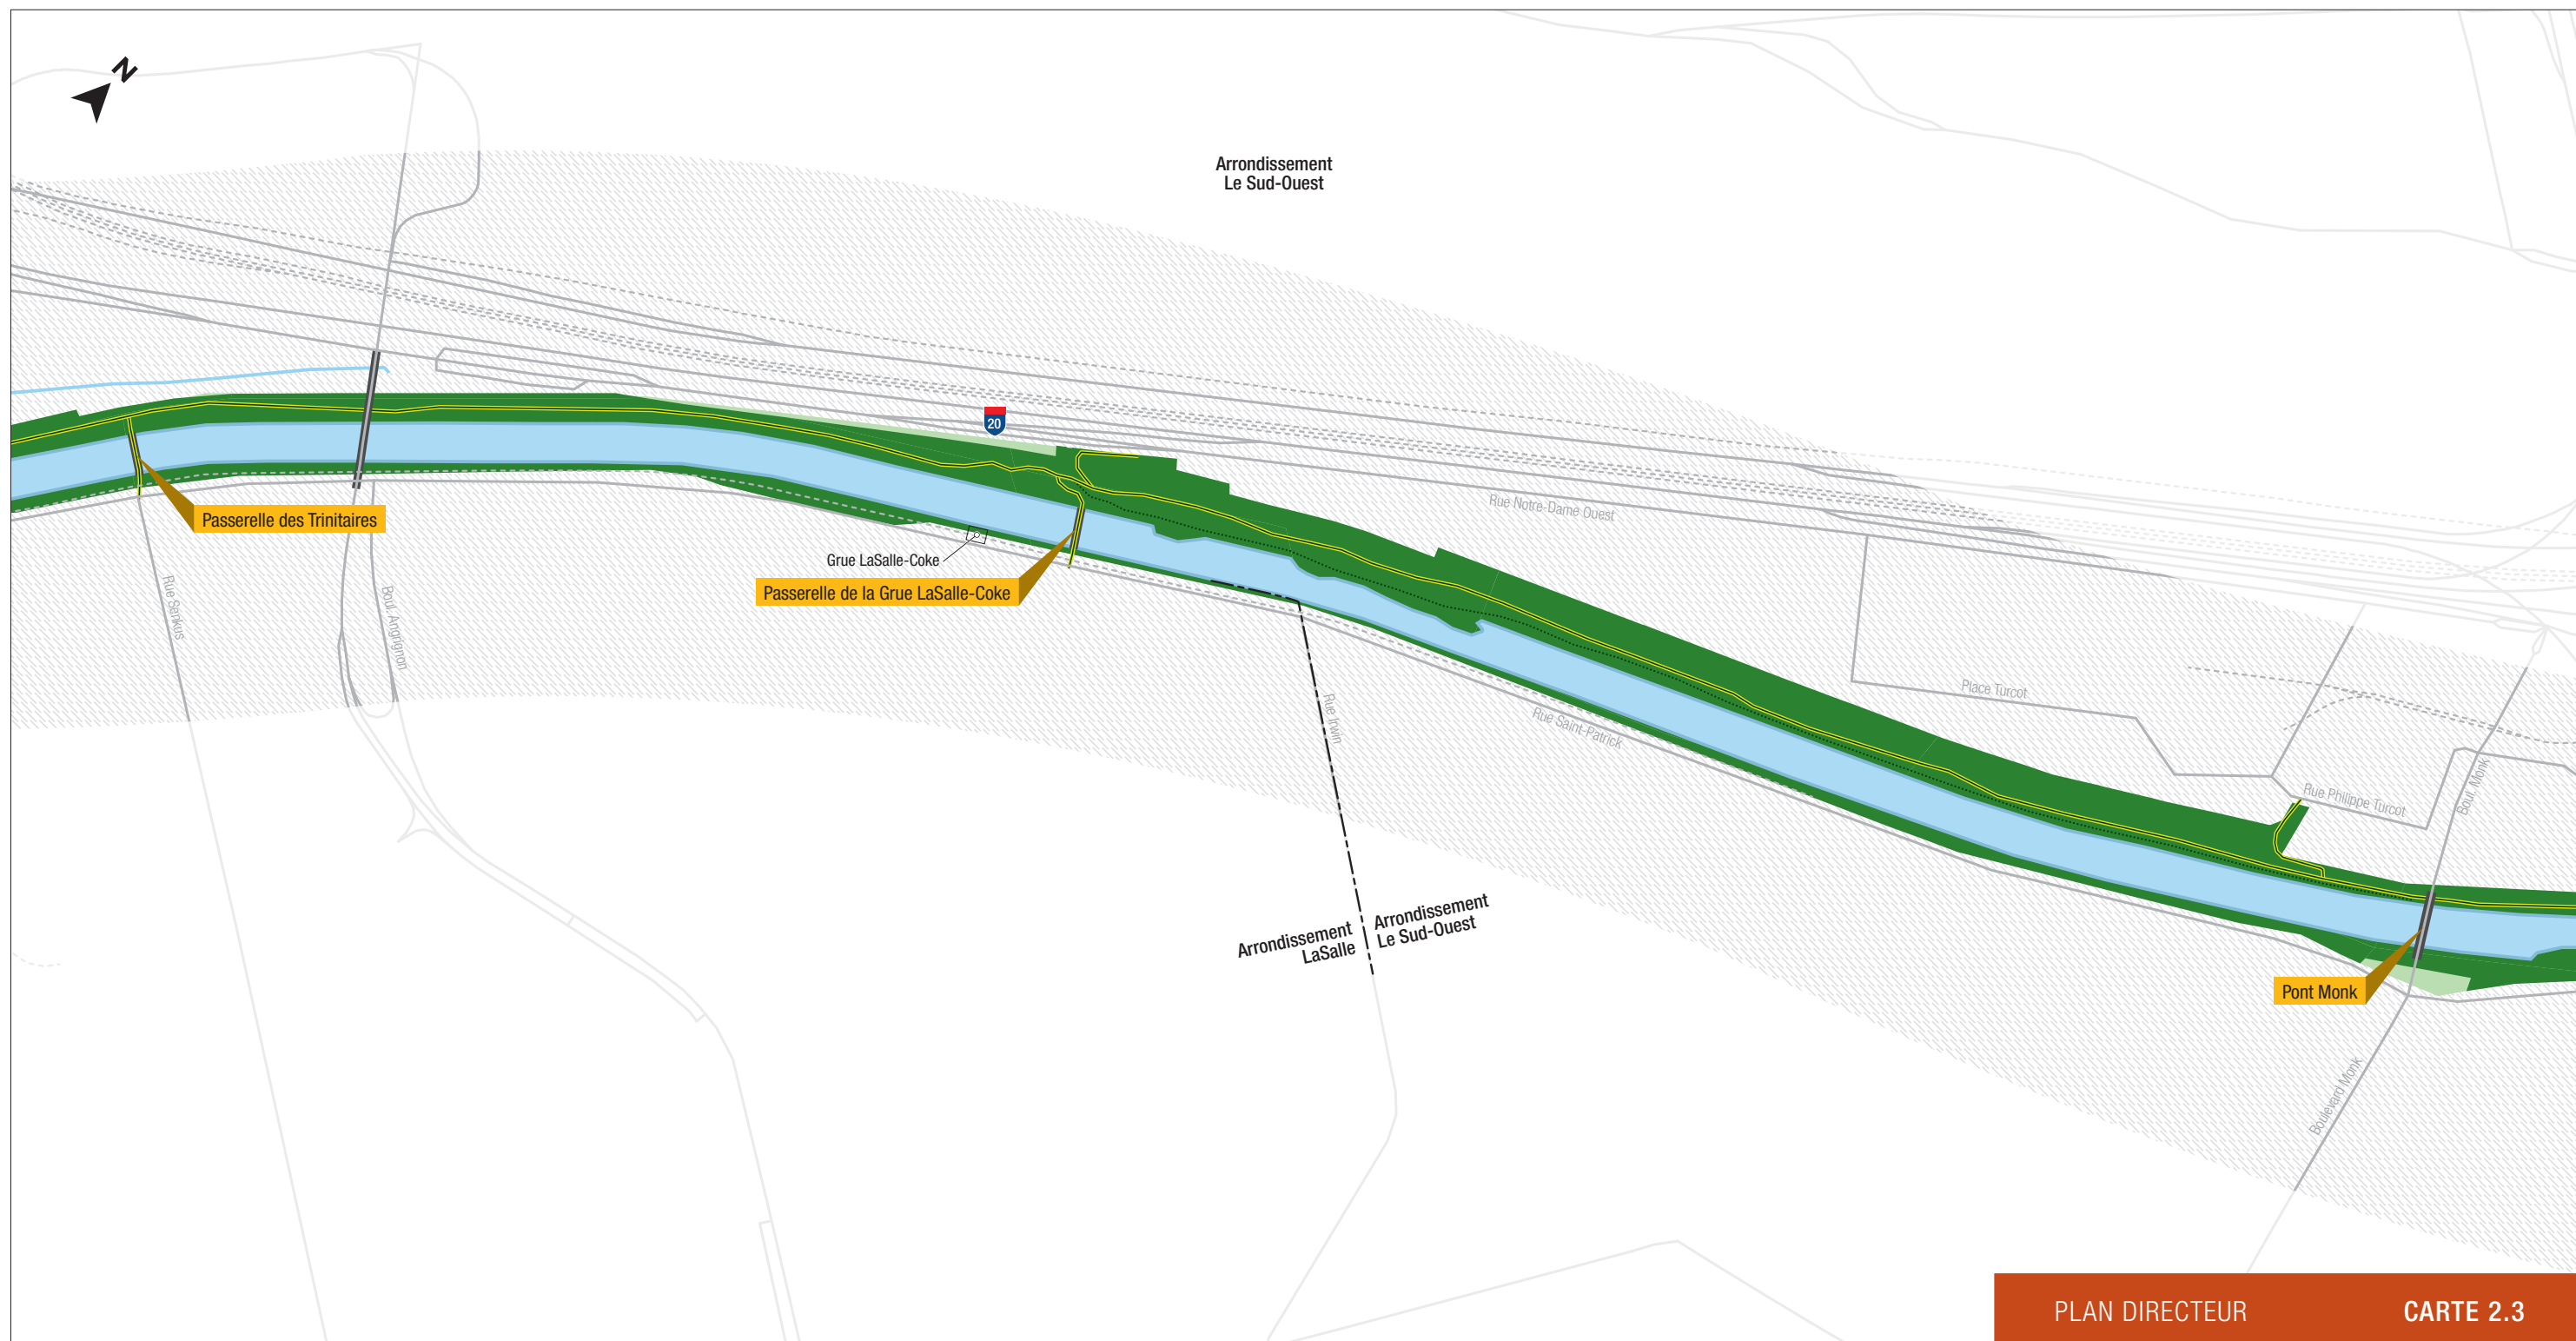 N
Arrondissement
Le Sud-Ouest
20
Rue Notre-Dame Ouest
Passerelle des Trinitaires
Grue LaSalle-Coke
Passerelle de la Grue LaSalle-Coke
Rue Senkus
Boul. Angrignon
Rue Irwin
Rue Saint-Patrick
Place Turcot
Rue Philippe Turcot
Boul. Monk
Arrondissement
LaSalle
Arrondissement
Le Sud-Ouest
Pont Monk
Boulevard Monk
PLAN DIRECTEUR CARTE 2.3